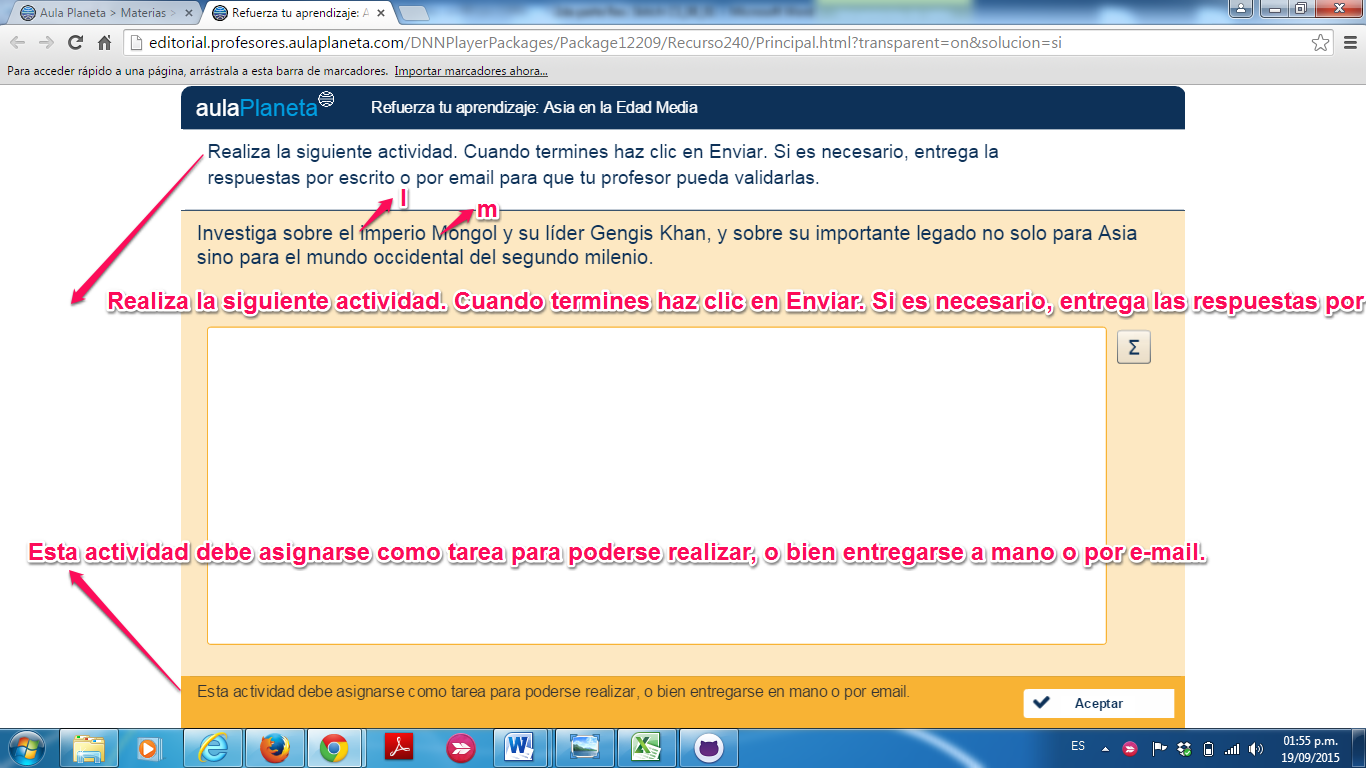 Aula Planeta > Materias >
Refuerza tu aprendizaje: A
editorial.profesores.aulaplaneta.com/DNNPlayerPackages/Package12209/Recurso240/Principal.html?transparent=on&solucion=si
Para acceder rápido a una página, arrástrala a esta barra de marcadores. Importar marcadores ahora...
aulaPlaneta Refuerza tu aprendizaje: Asia en la Edad Media
Realiza la siguiente actividad. Cuando termines haz clic en Enviar. Si es necesario, entrega la
respuestas por escrito o por email para que tu profesor pueda validarlas.
I
m
Investiga sobre el Imperio Mongol y su líder Gengis Khan, y sobre su importante legado no solo para Asia
sino para el mundo occidental del segundo milenio.
Realiza la siguiente actividad. Cuando termines haz clic en Enviar. Si es necesario, entrega las respuestas por
Σ
Esta actividad debe asignarse como tarea para poderse realizar, o bien entregarse a mano o por e-mail.
Esta actividad debe asignarse como tarea para poderse realizar, o bien entregarse en mano o por email.
Aceptar
ES
01:55 p.m.
19/09/2015